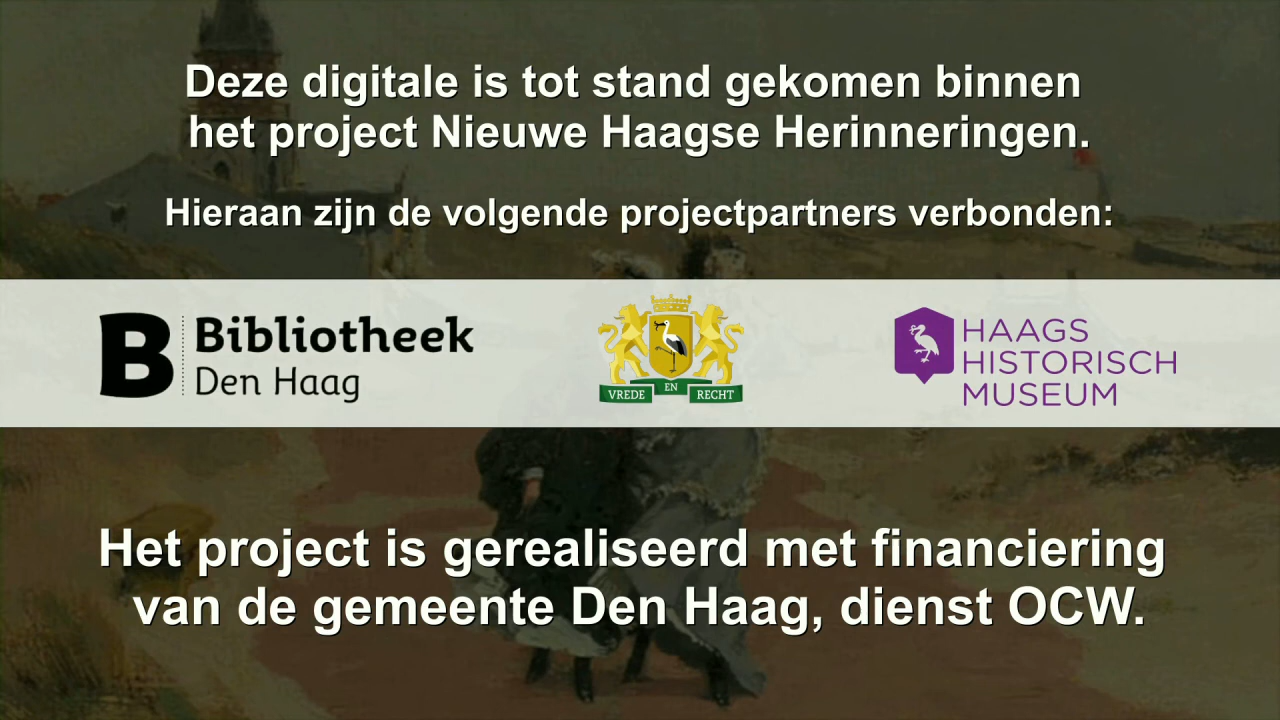 Deze digitale is tot stand gekomen binnen
het project Nieuwe Haagse Herinneringen.
Hieraan zijn de volgende projectpartners verbonden:
B Bibliotheek
Den Haag
VREDE EN RECHT
HAAGS
HISTORISCH
MUSEUM
Het project is gerealiseerd met financiering
van de gemeente Den Haag, dienst OCW.